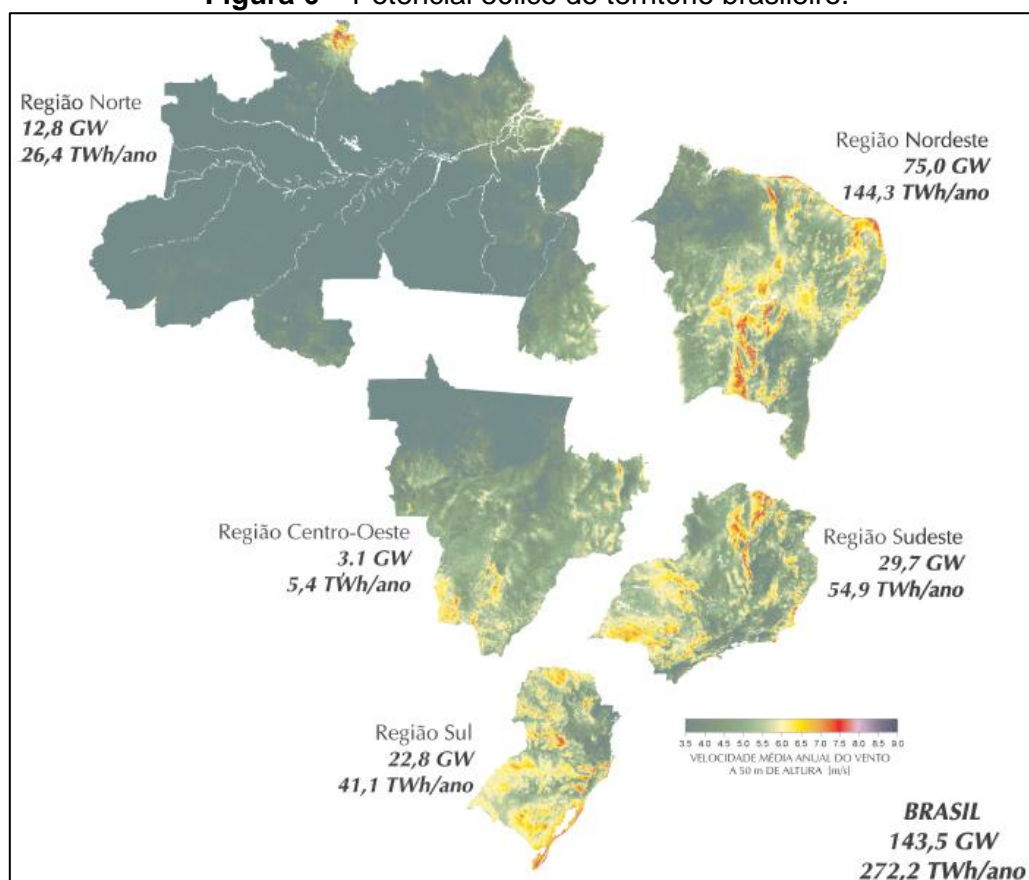 Região Norte
12,8 GW
26,4 TWh/ano
Região Nordeste
75,0 GW
144,3 TWh/ano
Região Centro-Oeste
3.1 GW
5,4 TWh/ano
Região Sudeste
29,7 GW
54,9 TWh/ano
Região Sul
22,8 GW
41,1 TWh/ano
3.5 4.0 4.5 5.0 5.5 6.0 6.5 7.0 7.5 8.0 8.5 9.0
VELOCIDADE MÉDIA ANUAL DO VENTO
A 50 m DE ALTURA [m/s]
BRASIL
143,5 GW
272,2 TWh/ano